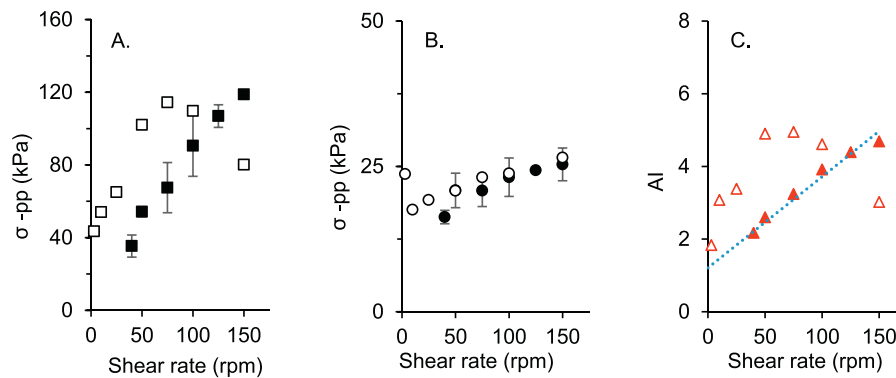 A.
160
120
80
40
0
σ -pp (kPa)
0 50 100 150
Shear rate (rpm)
B.
50
25
0
σ -pp (kPa)
0 50 100 150
Shear rate (rpm)
C.
8
6
4
2
0
AI
0 50 100 150
Shear rate (rpm)